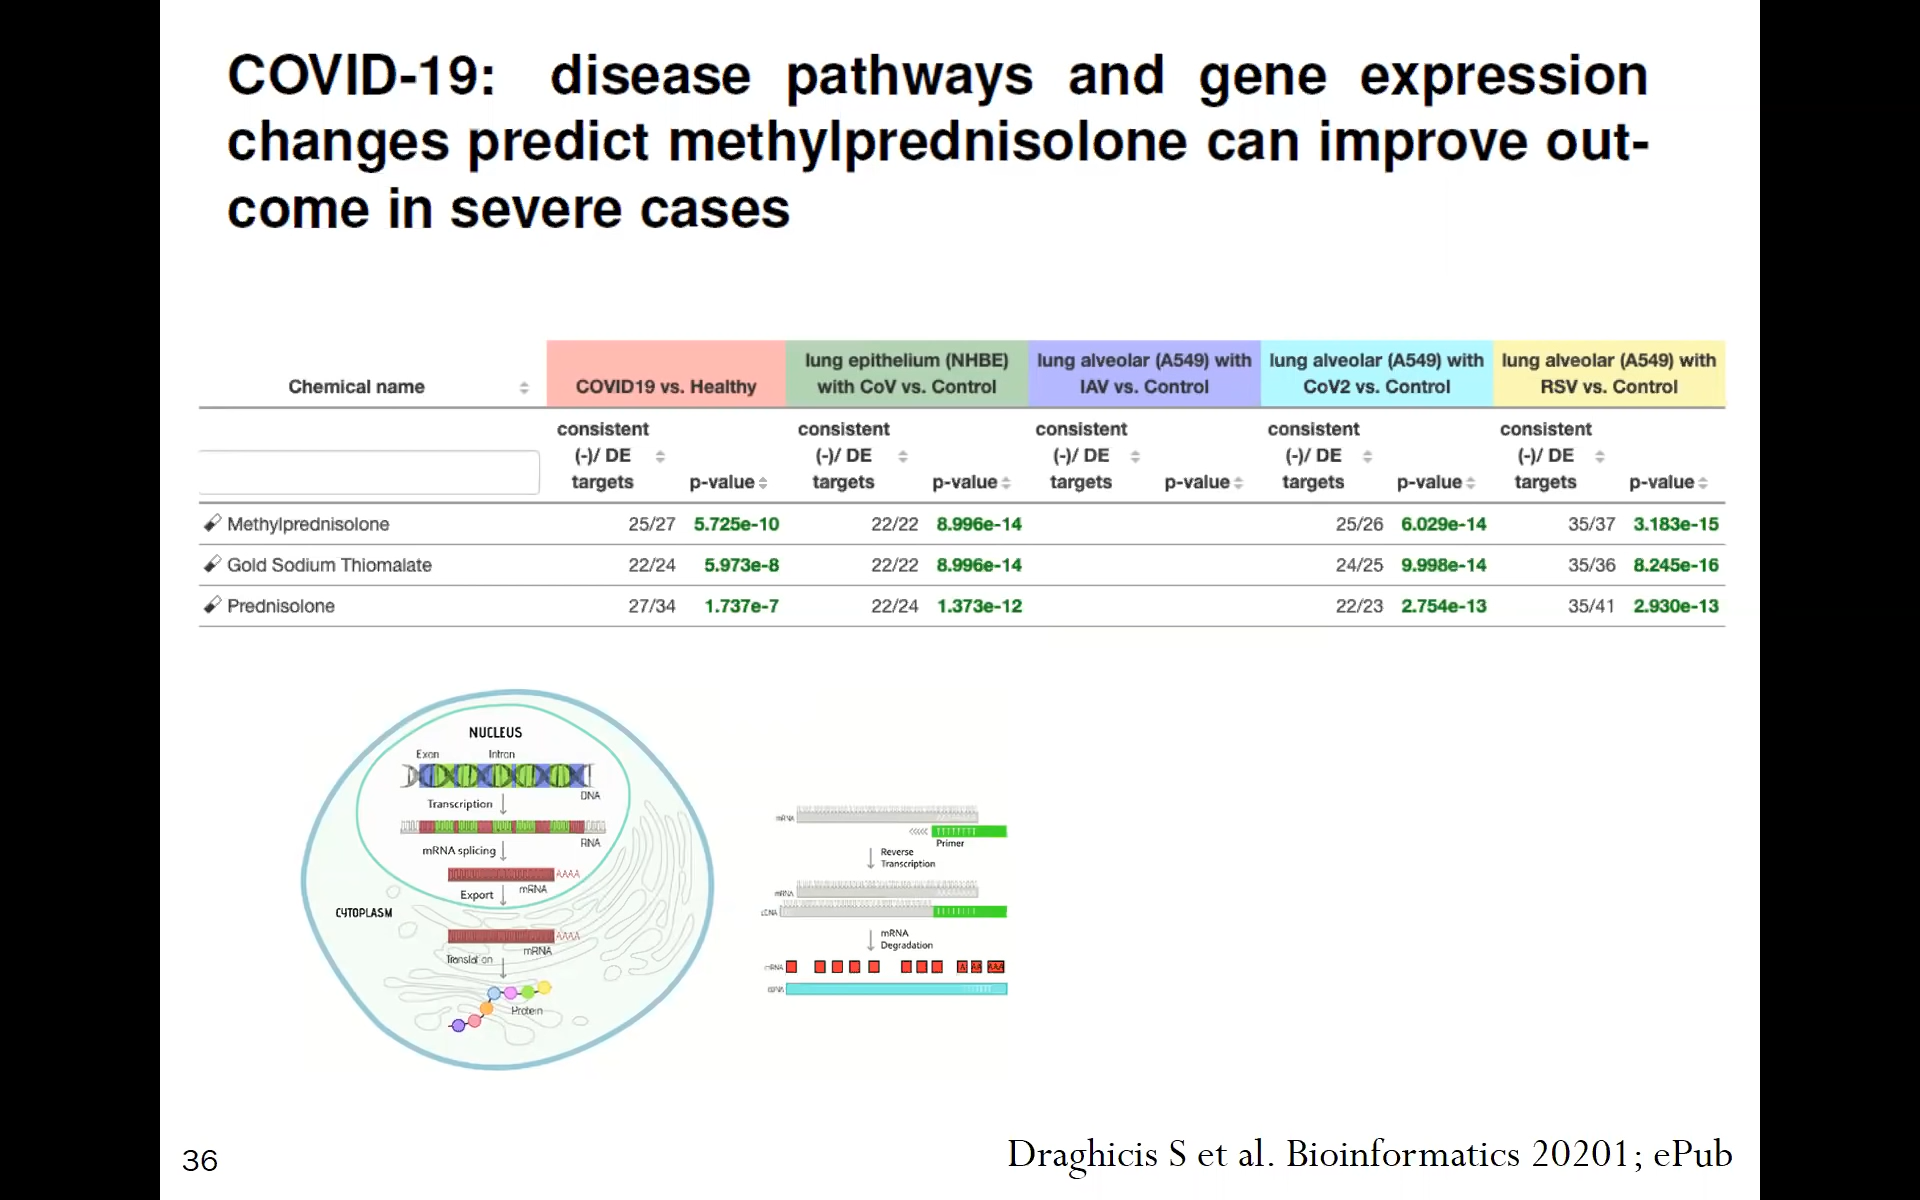 COVID-19: disease pathways and gene expression
changes predict methylprednisolone can improve out-
come in severe cases
Chemical name
COVID19 vs. Healthy
lung epithelium (NHBE)
with CoV vs. Control
lung alveolar (A549) with
IAV vs. Control
lung alveolar (A549) with
CoV2 vs. Control
lung alveolar (A549) with
RSV vs. Control
consistent
(-)/ DE
targets
p-value
consistent
(-)/ DE
targets
p-value
consistent
(-)/ DE
targets
p-value
consistent
(-)/ DE
targets
p-value
consistent
(-)/ DE
targets
p-value
Methylprednisolone 25/27 5.725e-10 22/22 8.996e-14 25/26 6.029e-14 35/37 3.183e-15
Gold Sodium Thiomalate 22/24 5.973e-8 22/22 8.996e-14 24/25 9.998e-14 35/36 8.245e-16
Prednisolone 27/34 1.737e-7 22/24 1.373e-12 22/23 2.754e-13 35/41 2.930e-13
NUCLEUS
Exon Intron
DNA
Transcription
RNA
mRNA splicing
AAAA
mRNA
Export
CYTOPLASM
AAAA
mRNA
Translation
Protein
mRNA
Primer
Reverse
Transcription
mRNA
cDNA
mRNA
Degradation
mRNA
A AA AAA
cDNA
36
Draghicis S et al. Bioinformatics 20201; ePub